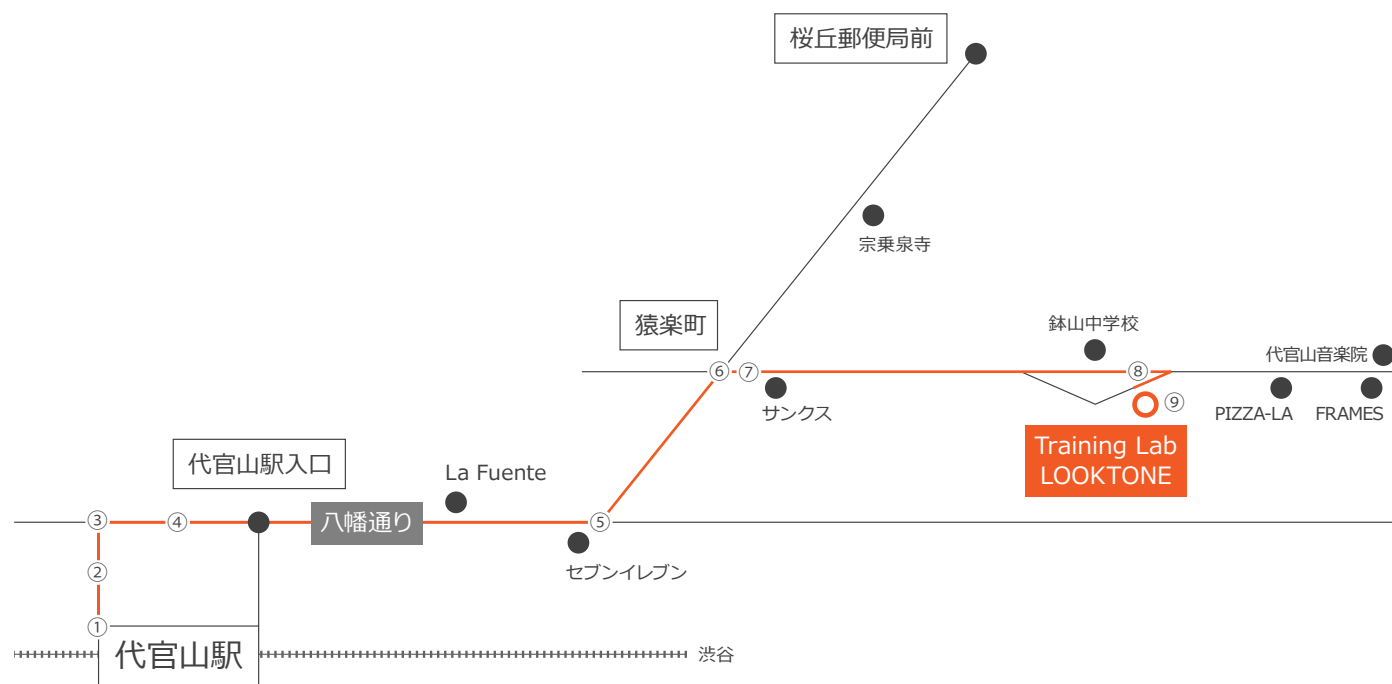 桜丘郵便局前
宗乗泉寺
猿楽町
鉢山中学校
代官山音楽院
⑥
⑦
⑧
サンクス
⑨
PIZZA-LA
FRAMES
Training Lab
LOOKTONE
代官山駅入口
La Fuente
③
④
八幡通り
⑤
セブンイレブン
②
①
代官山駅
渋谷